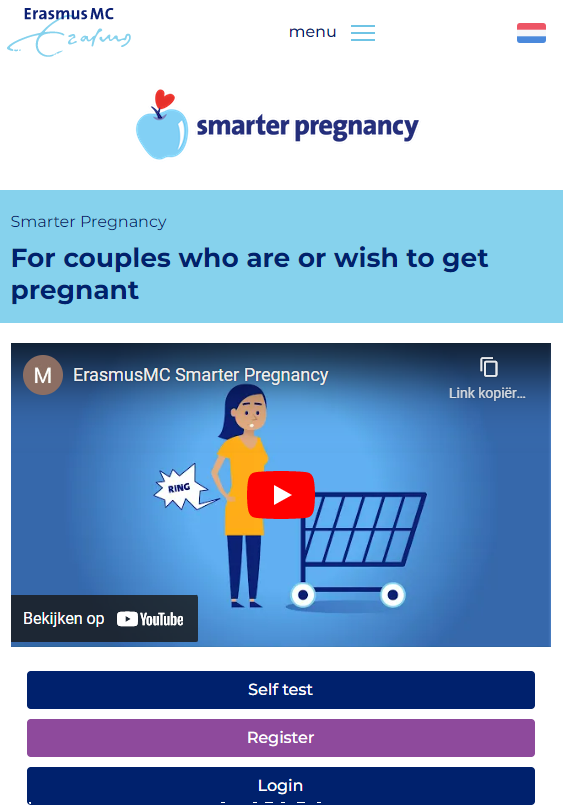 Erasmus MC
Erasmus
menu
smarter pregnancy
Smarter Pregnancy
For couples who are or wish to get
pregnant
M
ErasmusMC Smarter Pregnancy
Link kopiër...
RING
Bekijken op YouTube
Self test
Register
Login